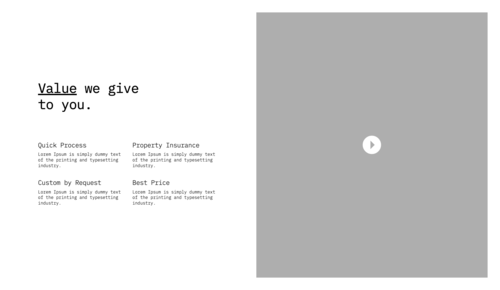 Value we give
to you.
Quick Process
Lorem Ipsum is simply dummy text
of the printing and typesetting
industry.
Property Insurance
Lorem Ipsum is simply dummy text
of the printing and typesetting
industry.
Custom by Request
Lorem Ipsum is simply dummy text
of the printing and typesetting
industry.
Best Price
Lorem Ipsum is simply dummy text
of the printing and typesetting
industry.